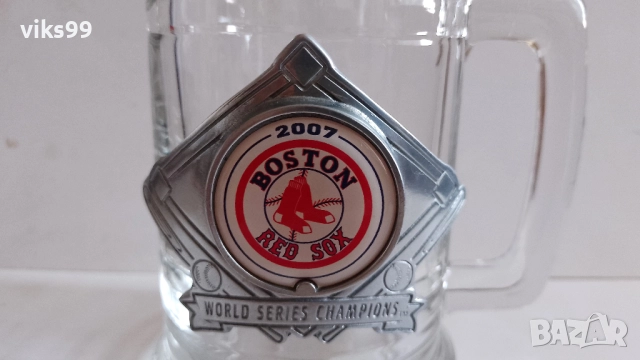 viks99
2007
BOSTON
RED SOX
WORLD SERIES CHAMPIONS
BAZAR